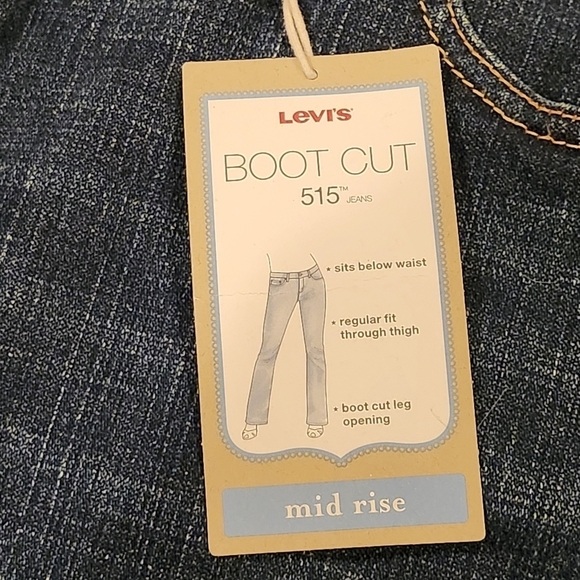 Levi's
BOOT CUT
515™ JEANS
* sits below waist
* regular fit
through thigh
* boot cut leg
opening
mid rise